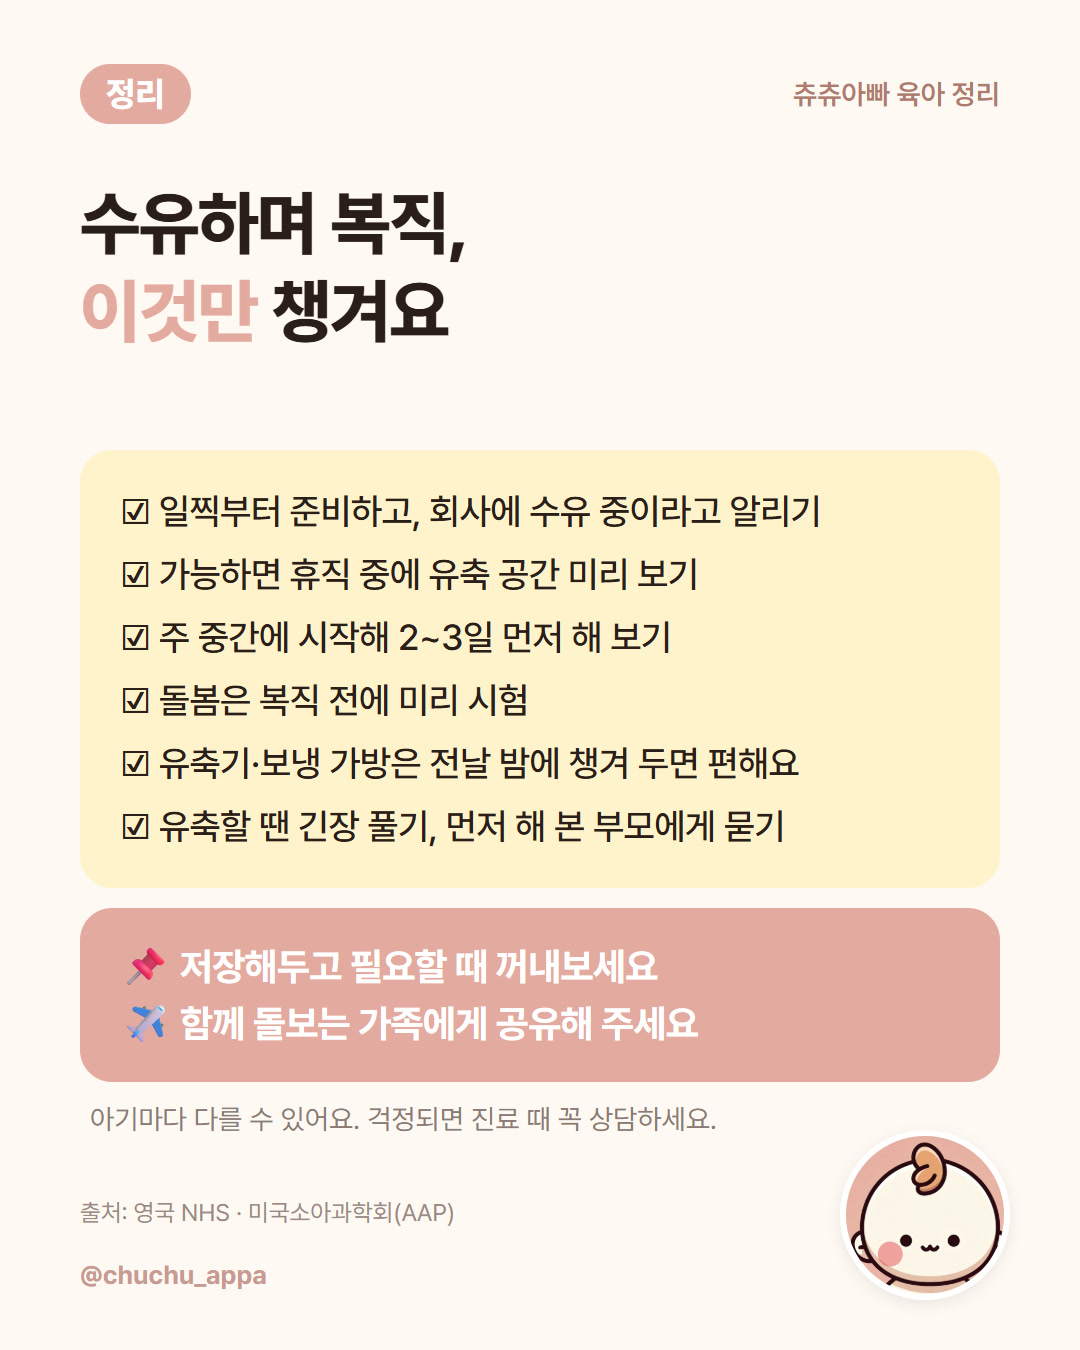 정리
츄츄아빠 육아 정리
수유하며 복직,
이것만 챙겨요
☑ 일찍부터 준비하고, 회사에 수유 중이라고 알리기
☑ 가능하면 휴직 중에 유축 공간 미리 보기
☑ 주 중간에 시작해 2~3일 먼저 해 보기
☑ 돌봄은 복직 전에 미리 시험
☑ 유축기·보냉 가방은 전날 밤에 챙겨 두면 편해요
☑ 유축할 땐 긴장 풀기, 먼저 해 본 부모에게 묻기
📌 저장해두고 필요할 때 꺼내보세요
✈️ 함께 돌보는 가족에게 공유해 주세요
아기마다 다를 수 있어요. 걱정되면 진료 때 꼭 상담하세요.
출처: 영국 NHS · 미국소아과학회(AAP)
@chuchu_appa